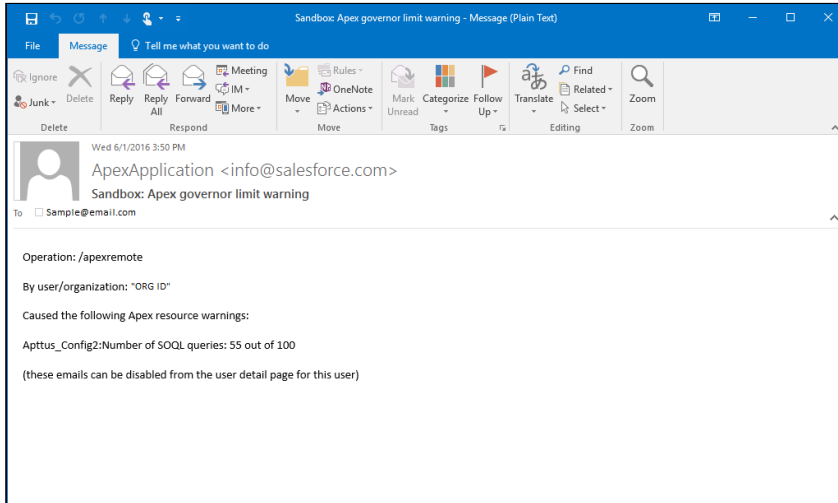 Sandbox: Apex governor limit warning - Message (Plain Text)
File Message Tell me what you want to do
Ignore
Junk
Delete
Reply
Reply All
Forward
Meeting
IM
More
Move
Rules
OneNote
Actions
Mark Unread
Categorize
Follow Up
Translate
Find
Related
Select
Zoom
Delete Respond Move Tags Editing Zoom
Wed 6/1/2016 3:50 PM
ApexApplication <info@salesforce.com>
Sandbox: Apex governor limit warning
To Sample@email.com
Operation: /apexremote
By user/organization: "ORG ID"
Caused the following Apex resource warnings:
Apttus_Config2:Number of SOQL queries: 55 out of 100
(these emails can be disabled from the user detail page for this user)